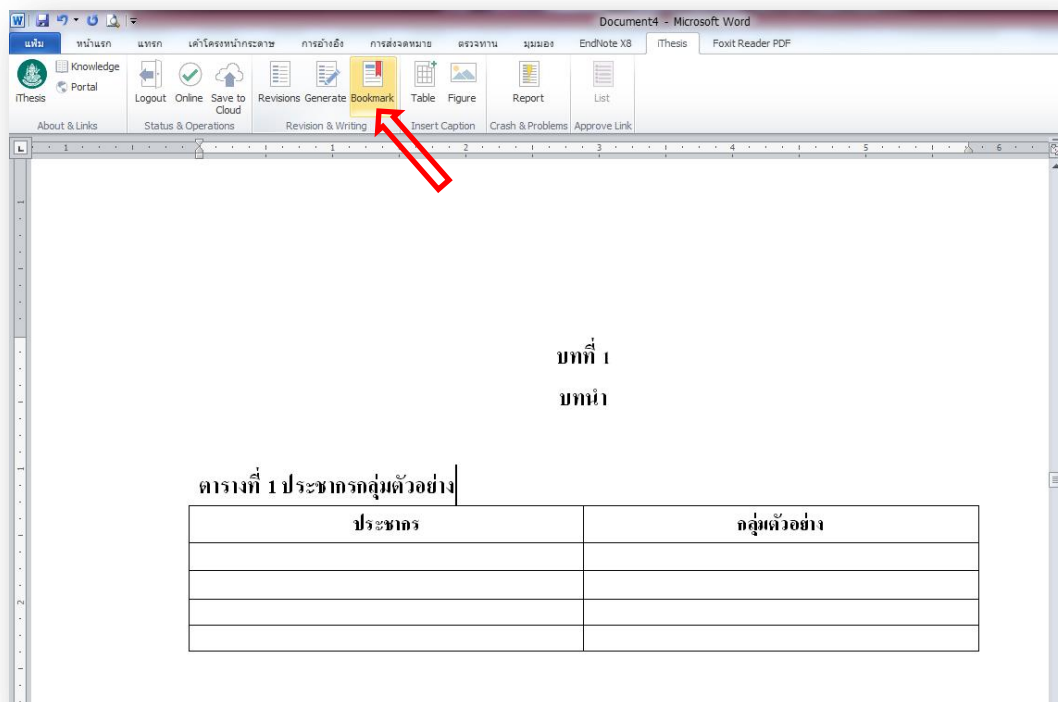 Document4 - Microsoft Word
แฟ้ม หน้าแรก แทรก เค้าโครงหน้ากระดาษ การอ้างอิง การส่งจดหมาย ตรวจทาน มุมมอง EndNote X8 iThesis Foxit Reader PDF
Knowledge
Portal
iThesis Logout Online Save to Cloud Revisions Generate Bookmark Table Figure Report List
About & Links Status & Operations Revision & Writing Insert Caption Crash & Problems Approve Link
1 1 2 3 4 5 6
บทที่ 1
บทนำ
ตารางที่ 1 ประชากรกลุ่มตัวอย่าง
ประชากร กลุ่มตัวอย่าง